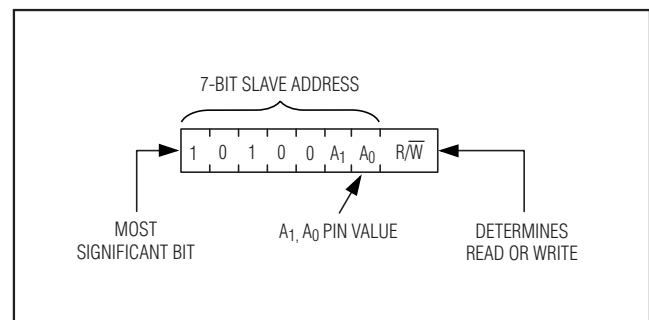 7-BIT SLAVE ADDRESS
1 0 1 0 0 A1 A0 R/W̅
MOST
SIGNIFICANT BIT
A1, A0 PIN VALUE
DETERMINES
READ OR WRITE